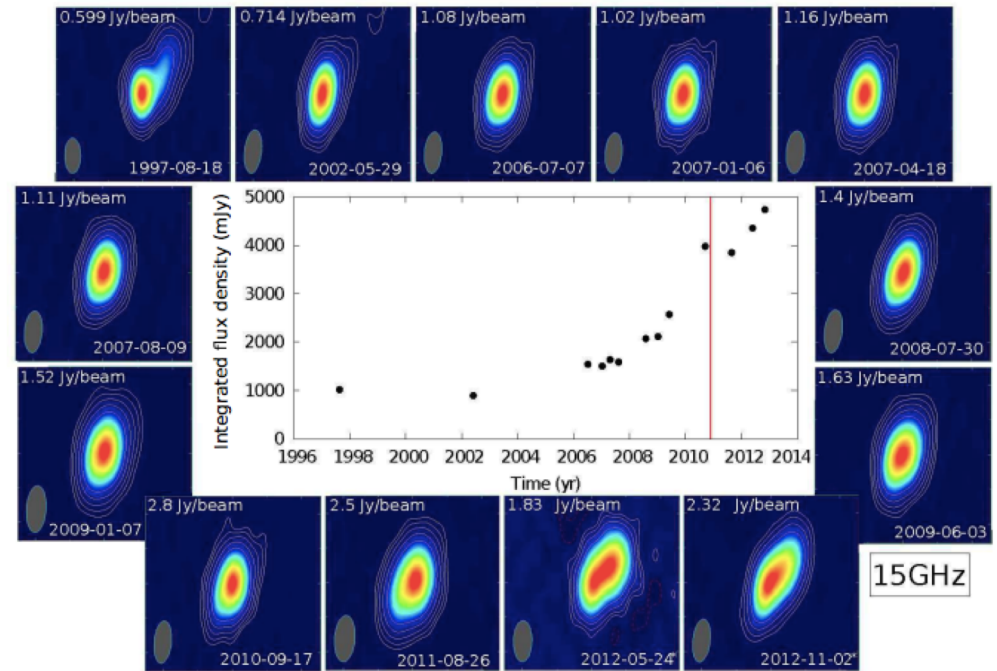 0.599 Jy/beam
1997-08-18
0.714 Jy/beam
2002-05-29
1.08 Jy/beam
2006-07-07
1.02 Jy/beam
2007-01-06
1.16 Jy/beam
2007-04-18
1.11 Jy/beam
2007-08-09
Integrated flux density (mJy)
5000
4000
3000
2000
1000
0
1996 1998 2000 2002 2004 2006 2008 2010 2012 2014
Time (yr)
1.4 Jy/beam
2008-07-30
1.52 Jy/beam
2009-01-07
1.63 Jy/beam
2009-06-03
2.8 Jy/beam
2010-09-17
2.5 Jy/beam
2011-08-26
1.83 Jy/beam
2012-05-24
2.32 Jy/beam
2012-11-02
15GHz